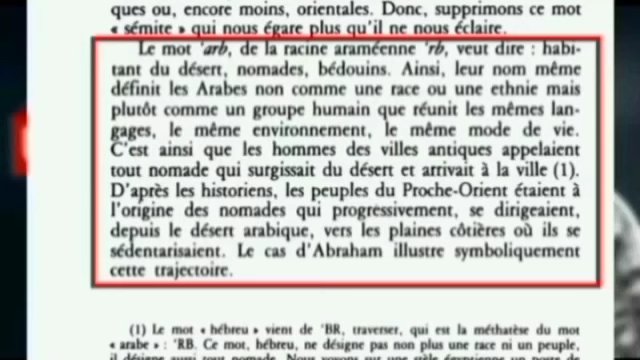 ques ou, encore moins, orientales. Donc, supprimons ce mot
« sémite » qui nous égare plus qu'il ne nous éclaire.
Le mot 'arb, de la racine araméenne 'rb, veut dire : habi-
tant du désert, nomades, bédouins. Ainsi, leur nom même
définit les Arabes non comme une race ou une ethnie mais
plutôt comme un groupe humain que réunit les mêmes lan-
gages, le même environnement, le même mode de vie.
C'est ainsi que les hommes des villes antiques appelaient
tout nomade qui surgissait du désert et arrivait à la ville (1).
D'après les historiens, les peuples du Proche-Orient étaient à
l'origine des nomades qui progressivement, se dirigeaient,
depuis le désert arabique, vers les plaines côtières où ils se
sédentarisaient. Le cas d'Abraham illustre symboliquement
cette trajectoire.
(1) Le mot « hébreu » vient de 'BR, traverser, qui est la méthatèse du mot
« arabe » : 'RB. Ce mot, hébreu, ne désigne pas non plus une race ni un peuple,
il désigne aussi tout nomade. Nous